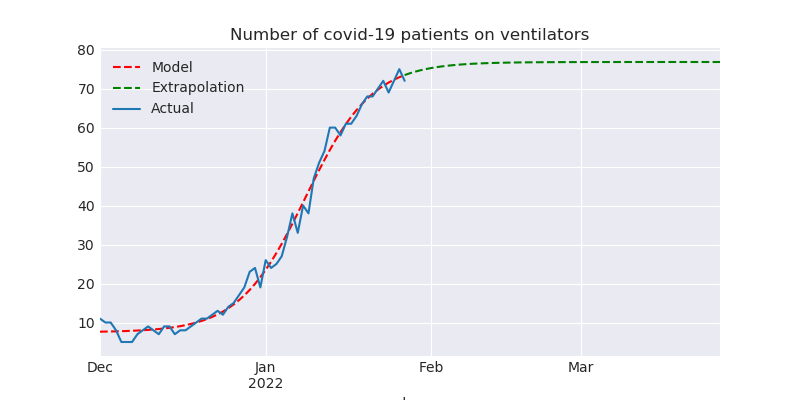 Number of covid-19 patients on ventilators
80
70
60
50
40
30
20
10
Model
Extrapolation
Actual
Dec
Jan
Feb
Mar
2022